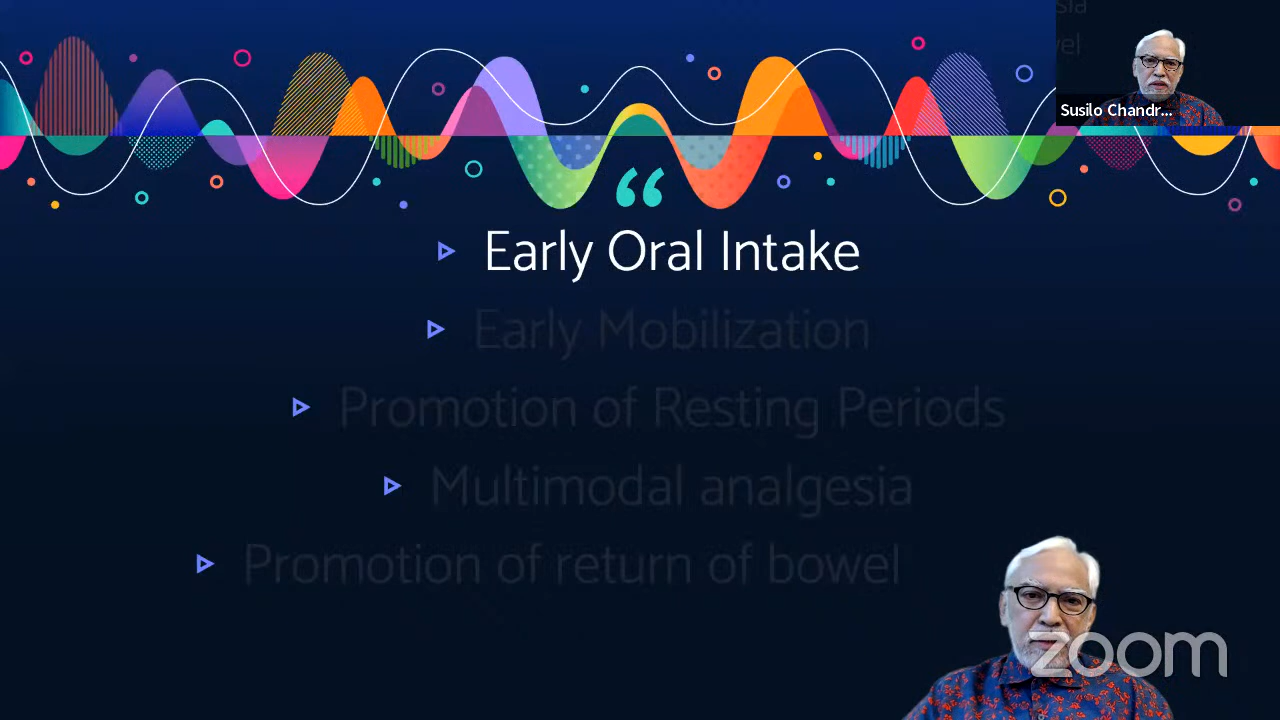 Susilo Chandr...
“
Early Oral Intake
Early Mobilization
Promotion of Resting Periods
Multimodal analgesia
Promotion of return of bowel
zoom